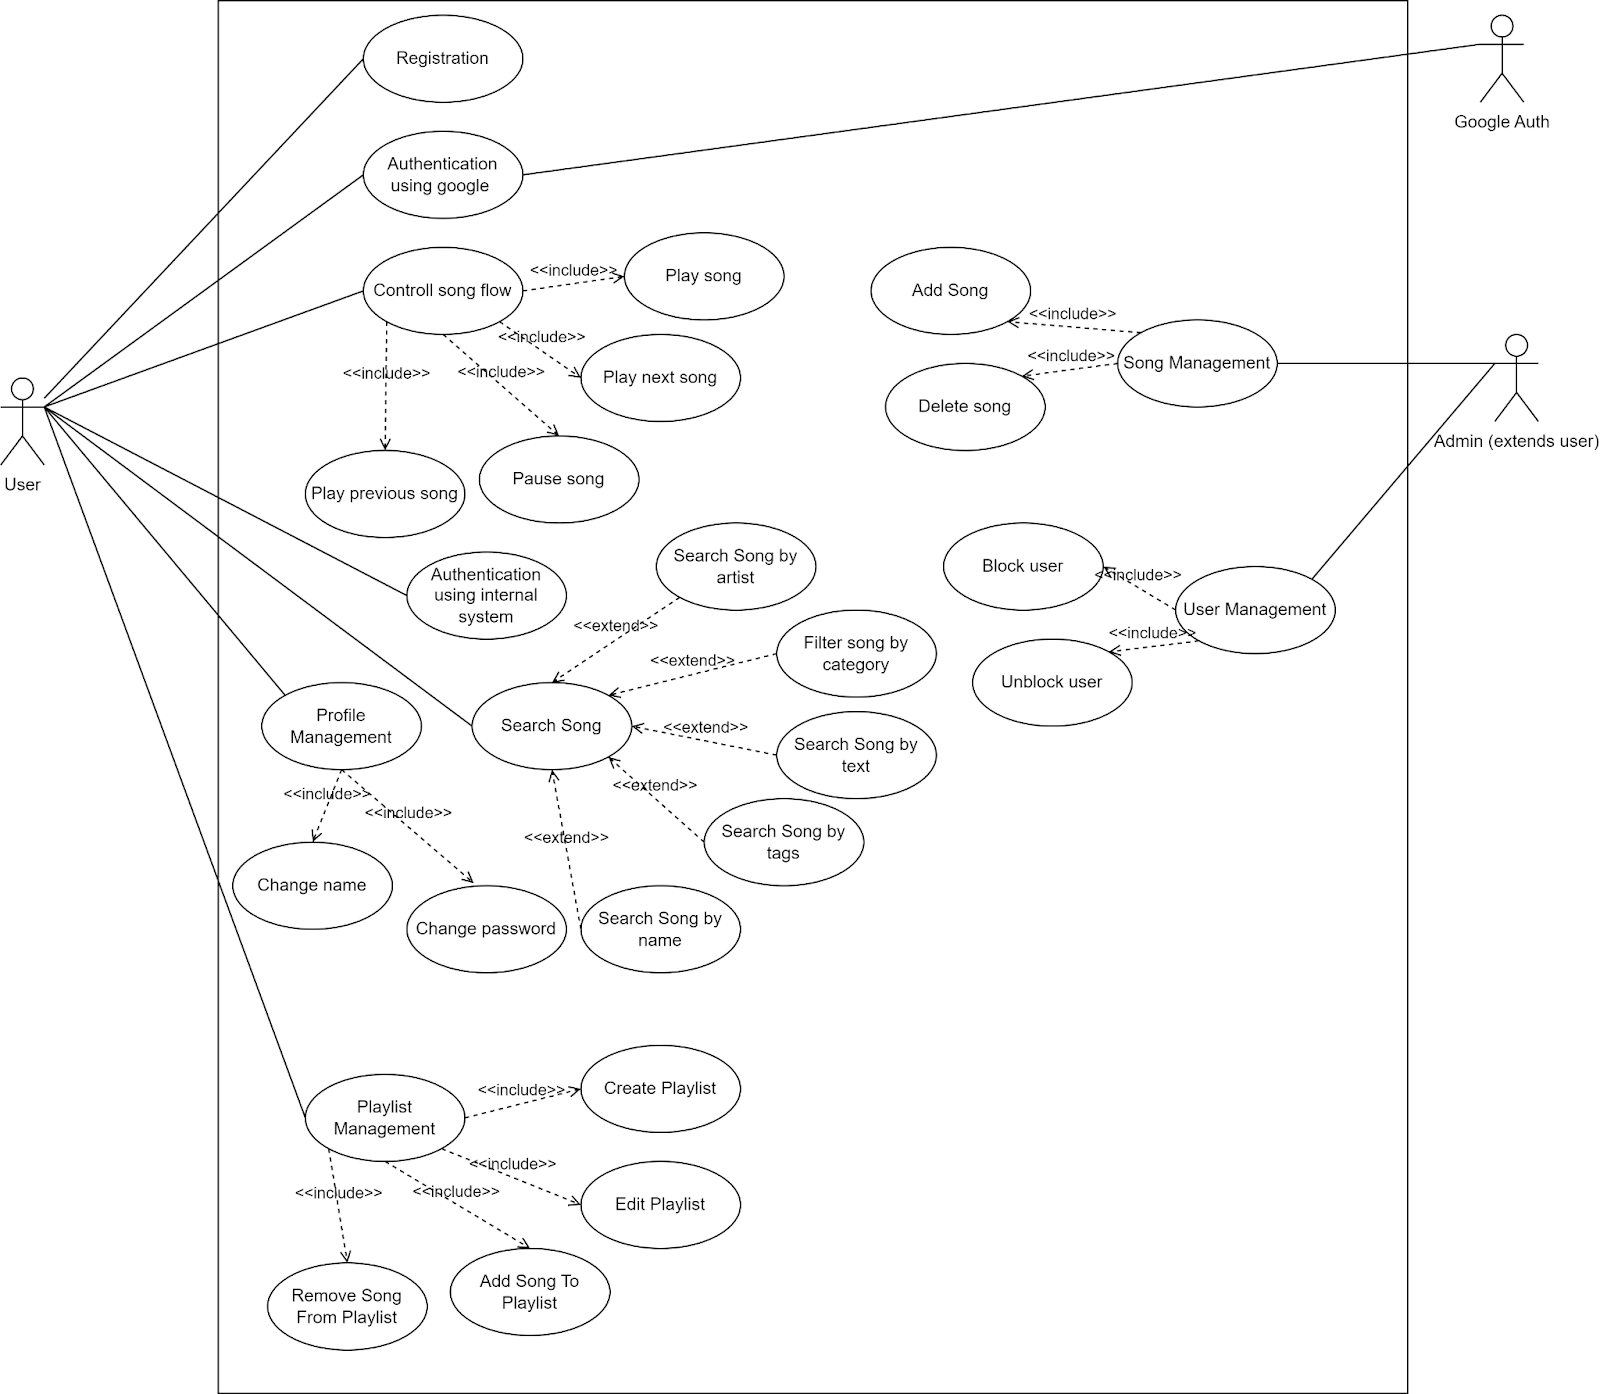 Registration
Google Auth
Authentication
using google
Controll song flow
<<include>>
Play song
<<include>>
Play next song
<<include>>
<<include>>
Play previous song
Pause song
Add Song
<<include>>
<<include>>
Song Management
Delete song
Admin (extends user)
User
Authentication
using internal
system
Search Song by
artist
<<extend>>
Filter song by
category
<<extend>>
Block user
<<include>>
User Management
<<include>>
Unblock user
Profile
Management
Search Song
<<extend>>
Search Song by
text
<<extend>>
Search Song by
tags
<<include>>
<<include>>
<<extend>>
Change name
Change password
Search Song by
name
Playlist
Management
<<include>>
Create Playlist
<<include>>
Edit Playlist
<<include>>
<<include>>
Remove Song
From Playlist
Add Song To
Playlist